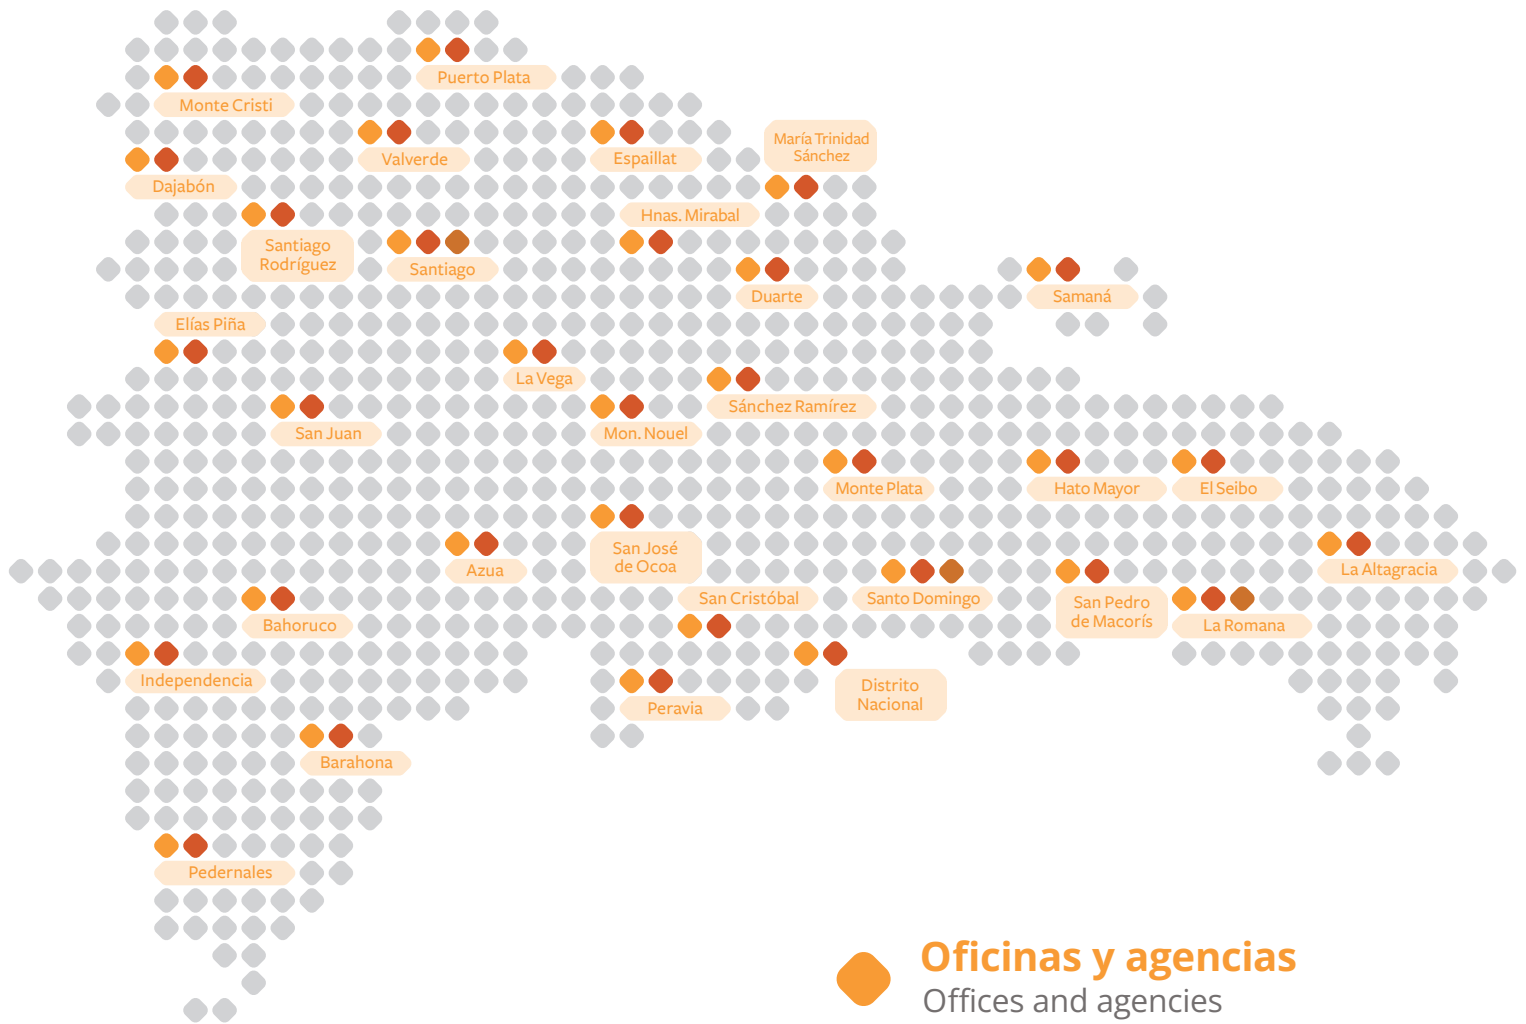 Puerto Plata
Monte Cristi
María Trinidad
Sánchez
Valverde
Espaillat
Dajabón
Hnas. Mirabal
Santiago
Rodríguez
Santiago
Duarte
Samaná
Elías Piña
La Vega
Sánchez Ramírez
San Juan
Mon. Nouel
Monte Plata
Hato Mayor
El Seibo
San José
de Ocoa
Azua
La Altagracia
San Cristóbal
Santo Domingo
San Pedro
de Macorís
Bahoruco
La Romana
Independencia
Distrito
Nacional
Peravia
Barahona
Pedernales
Oficinas y agencias
Offices and agencies